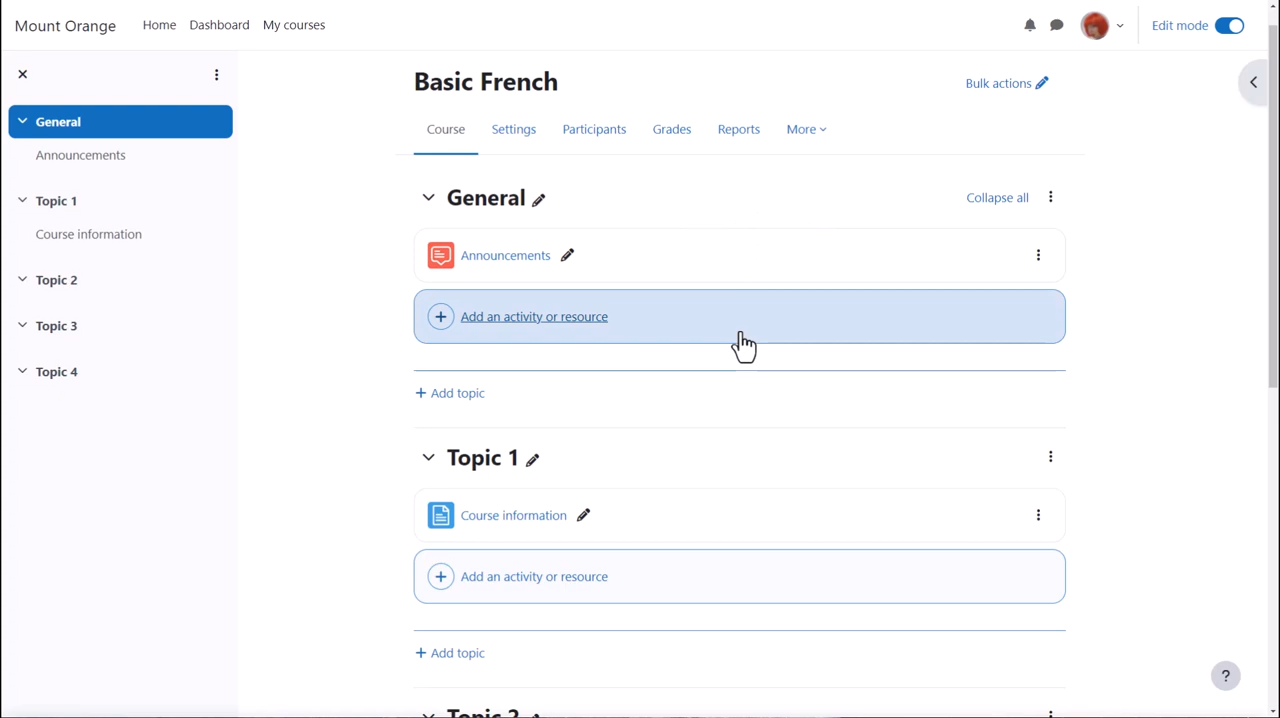 Mount Orange
Home
Dashboard
My courses
Edit mode
General
Announcements
Topic 1
Course information
Topic 2
Topic 3
Topic 4
Basic French
Bulk actions
Course
Settings
Participants
Grades
Reports
More
General
Collapse all
Announcements
Add an activity or resource
Add topic
Topic 1
Course information
Add an activity or resource
Add topic
Topic 2
?